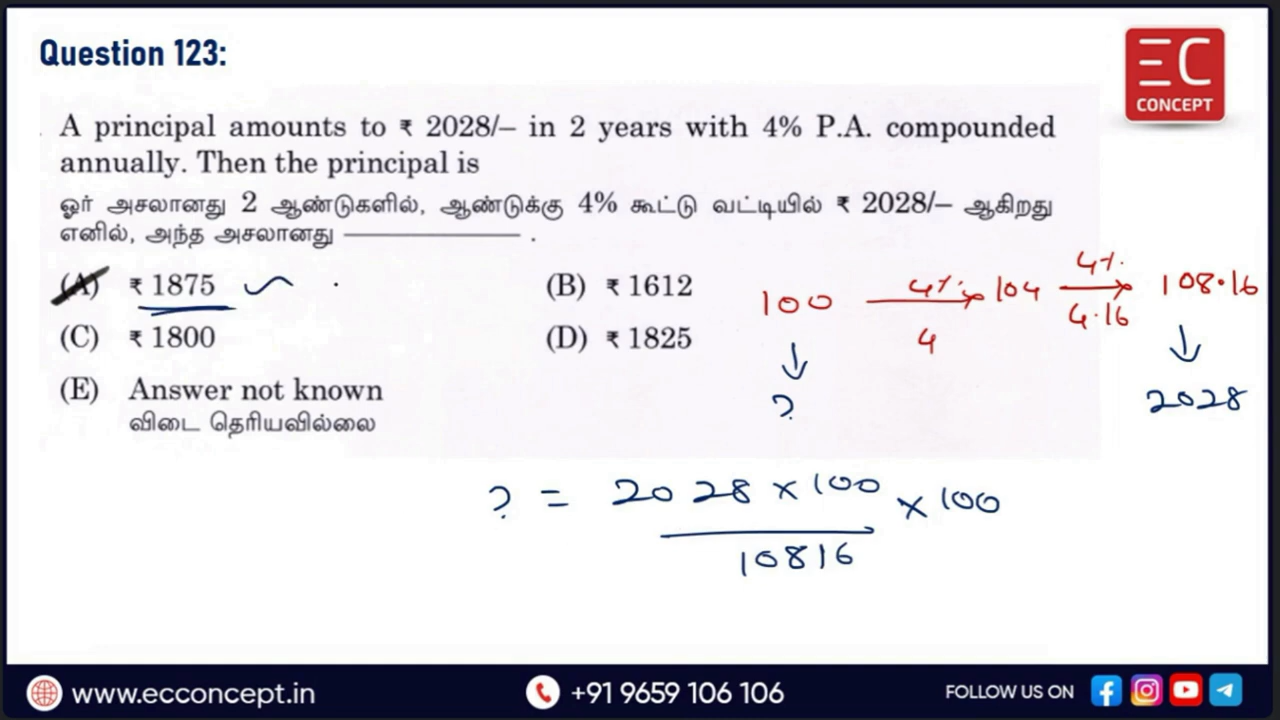 Question 123:
EC
CONCEPT
A principal amounts to ₹ 2028/– in 2 years with 4% P.A. compounded
annually. Then the principal is
ஓர் அசலானது 2 ஆண்டுகளில், ஆண்டுக்கு 4% கூட்டு வட்டியில் ₹ 2028/– ஆகிறது
எனில், அந்த அசலானது ——————— .
(A) ₹ 1875
(B) ₹ 1612
(C) ₹ 1800
(D) ₹ 1825
(E) Answer not known
விடை தெரியவில்லை
100 4% 104 4% 108.16
4 4.16
? 2028
? = 2028 × 100 × 100
10816
www.ecconcept.in
+91 9659 106 106
FOLLOW US ON